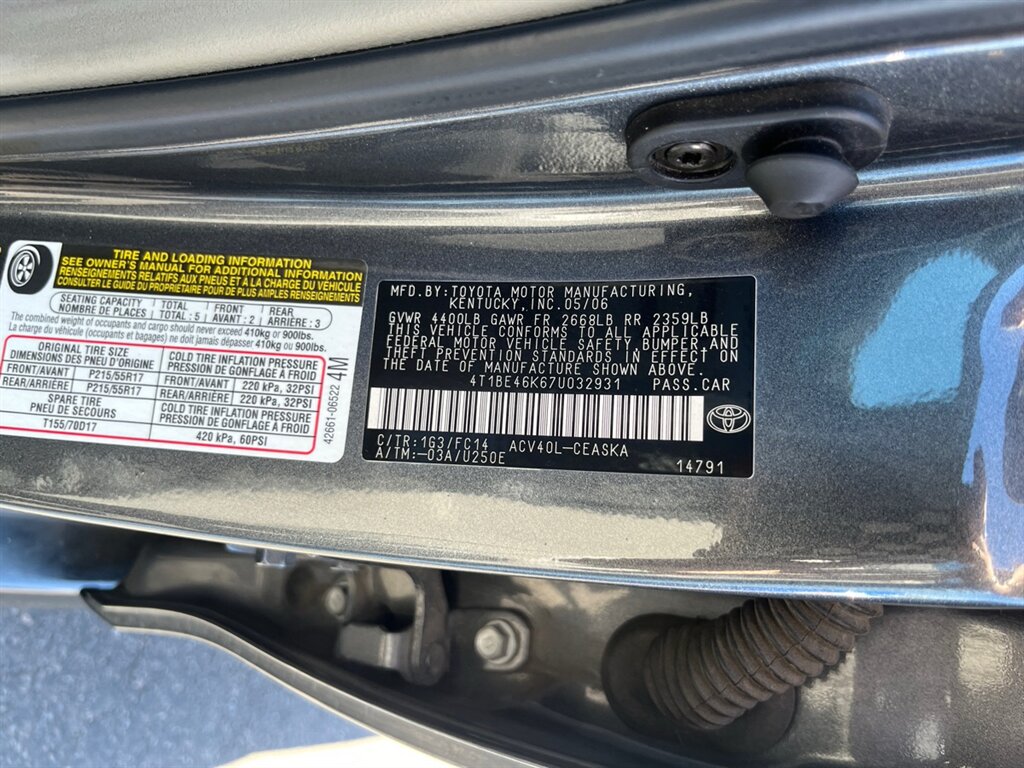 TIRE AND LOADING INFORMATION
SEE OWNER'S MANUAL FOR ADDITIONAL INFORMATION
RENSEIGNEMENTS RELATIFS AUX PNEUS ET A LA CHARGE DU VEHICULE
CONSULTER LE GUIDE DU PROPRIETAIRE POUR DE PLUS AMPLES RENSEIGNEMENTS
SEATING CAPACITY TOTAL FRONT REAR
NOMBRE DE PLACES TOTAL : 5 AVANT : 2 ARRIÈRE : 3
The combined weight of occupants and cargo should never exceed 410kg or 900lbs.
La charge du véhicule (occupants et bagages) ne doit jamais dépasser 410kg or 900lbs.
ORIGINAL TIRE SIZE COLD TIRE INFLATION PRESSURE
DIMENSIONS DES PNEU D'ORIGINE PRESSION DE GONFLAGE À FROID
FRONT/AVANT P215/55R17 FRONT/AVANT 220 kPa, 32PSI
REAR/ARRIÈRE P215/55R17 REAR/ARRIÈRE 220 kPa, 32PSI
SPARE TIRE COLD TIRE INFLATION PRESSURE
PNEU DE SECOURS PRESSION DE GONFLAGE À FROID
T155/70D17 420 kPa, 60PSI
42661-06522 4M
MFD.BY:TOYOTA MOTOR MANUFACTURING,
KENTUCKY, INC.05/06
GVWR 4400LB GAWR FR 2668LB RR 2359LB
THIS VEHICLE CONFORMS TO ALL APPLICABLE
FEDERAL MOTOR VEHICLE SAFETY, BUMPER, AND
THEFT PREVENTION STANDARDS IN EFFECT ON
THE DATE OF MANUFACTURE SHOWN ABOVE.
4T1BE46K67U032931 PASS.CAR
C/TR:1G3/FC14 ACV40L-CEASKA
A/TM:-03A/U250E
14791